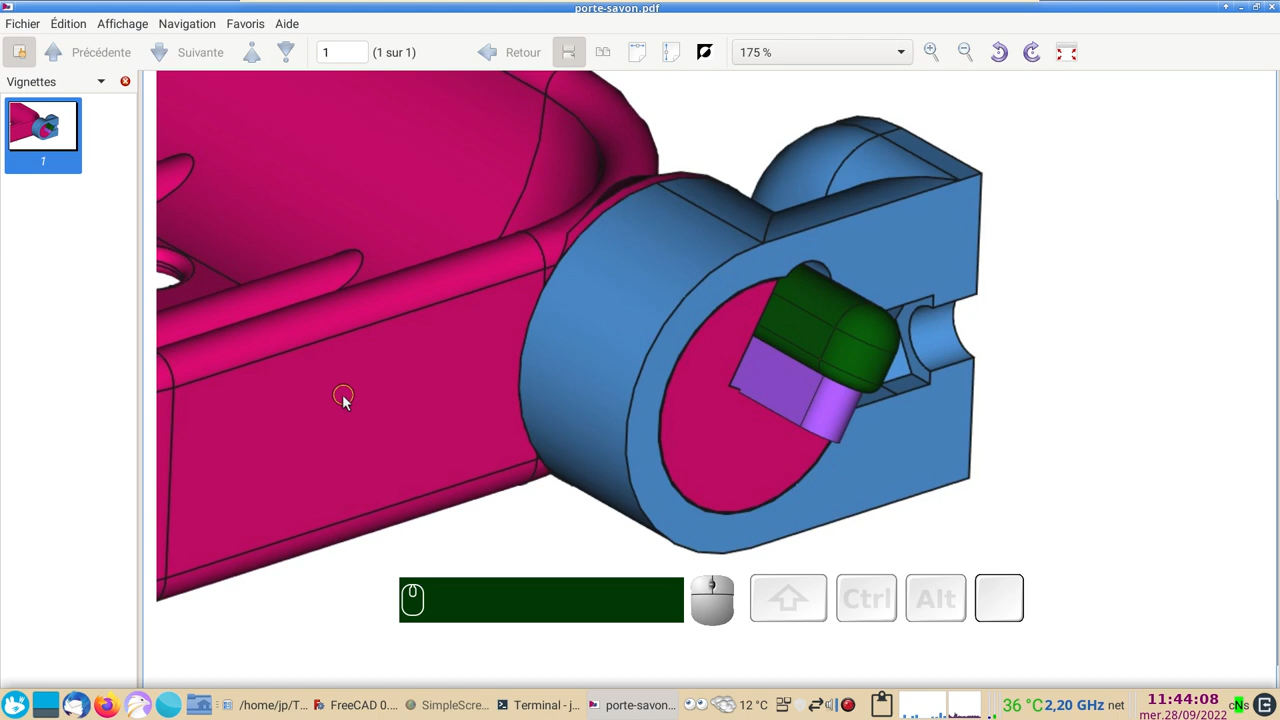 porte-savon.pdf
Fichier Édition Affichage Navigation Favoris Aide
Précédente Suivante 1 (1 sur 1) Retour 175 %
Vignettes
1
Ctrl Alt
/home/jp/T... FreeCAD 0.... SimpleScre... Terminal - j... porte-savon... 12 °C 36 °C 2,20 GHz net 11:44:08
mer.28/09/2022